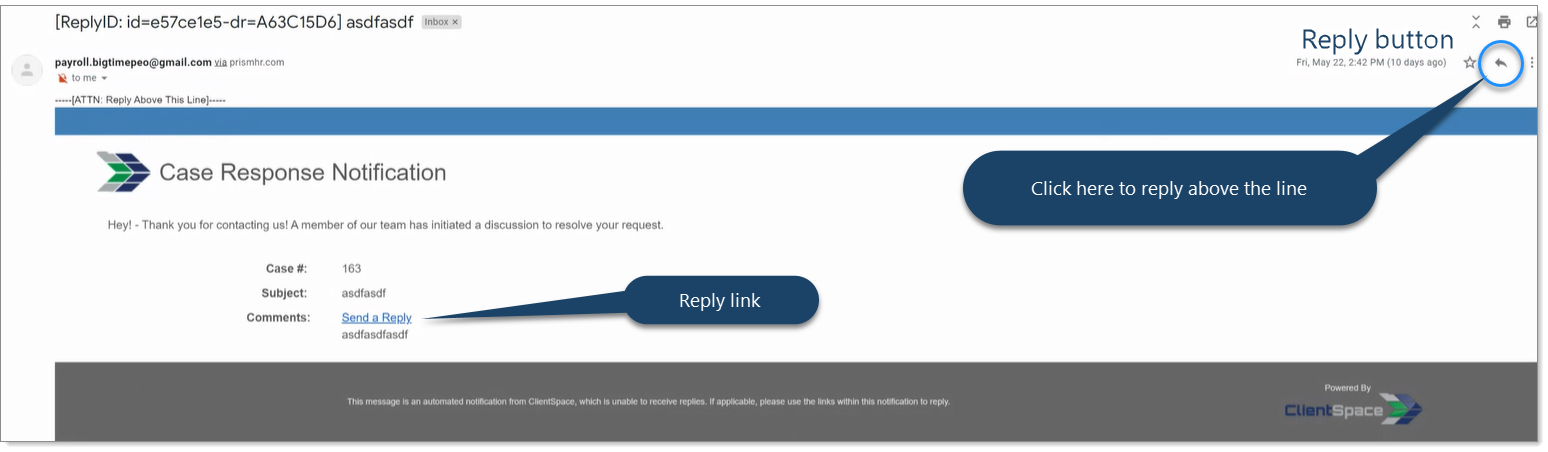 [ReplyID: id=e57ce1e5-dr=A63C15D6] asdfasdf Inbox ×
Reply button
payroll.bigtimepeo@gmail.com via prismhr.com
Fri, May 22, 2:42 PM (10 days ago)
to me
-----[ATTN: Reply Above This Line]-----
Case Response Notification
Click here to reply above the line
Hey! - Thank you for contacting us! A member of our team has initiated a discussion to resolve your request.
Case #: 163
Subject: asdfasdf
Reply link
Comments: Send a Reply
asdfasdfasdf
Powered By
This message is an automated notification from ClientSpace, which is unable to receive replies. If applicable, please use the links within this notification to reply.
ClientSpace